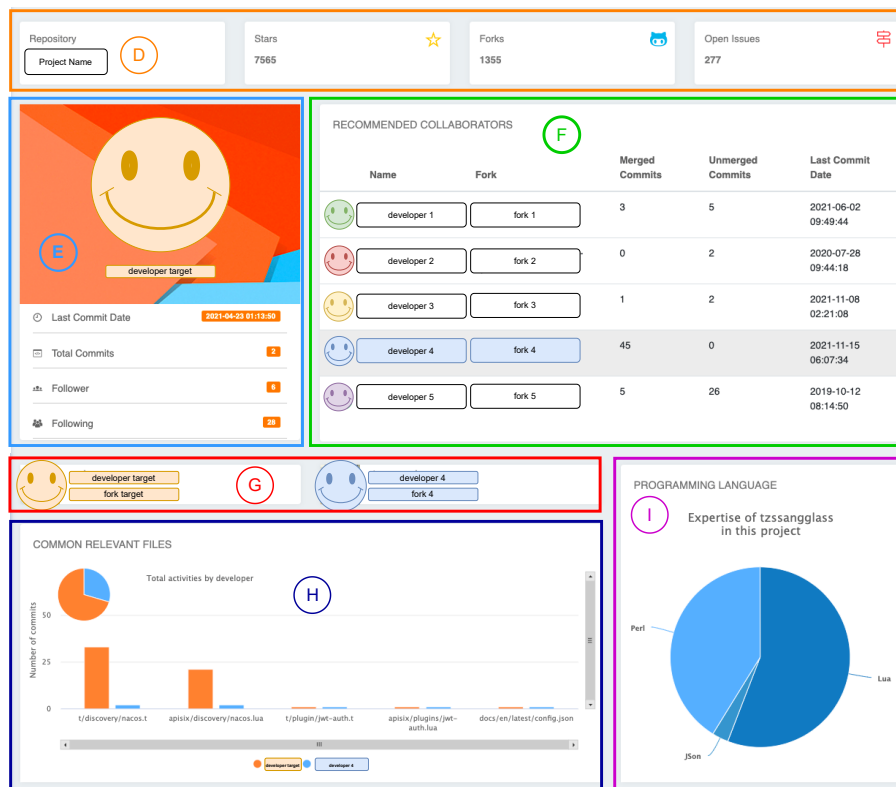 Repository
Project Name
D
Stars
7565
Forks
1355
Open Issues
277
E
developer target
Last Commit Date
2021-04-23 01:13:50
Total Commits
2
Follower
6
Following
28
RECOMMENDED COLLABORATORS
F
Name
Fork
Merged
Commits
Unmerged
Commits
Last Commit
Date
developer 1
fork 1
3
5
2021-06-02
09:49:44
developer 2
fork 2
0
2
2020-07-28
09:44:18
developer 3
fork 3
1
2
2021-11-08
02:21:08
developer 4
fork 4
45
0
2021-11-15
06:07:34
developer 5
fork 5
5
26
2019-10-12
08:14:50
developer target
fork target
G
developer 4
fork 4
COMMON RELEVANT FILES
Total activities by developer
H
Number of commits
50
25
0
t/discovery/nacos.t
apisix/discovery/nacos.lua
t/plugin/jwt-auth.t
apisix/plugins/jwt-
auth.lua
docs/en/latest/config.json
developer target
developer 4
PROGRAMMING LANGUAGE
I
Expertise of tzssangglass
in this project
Perl
Lua
JSon